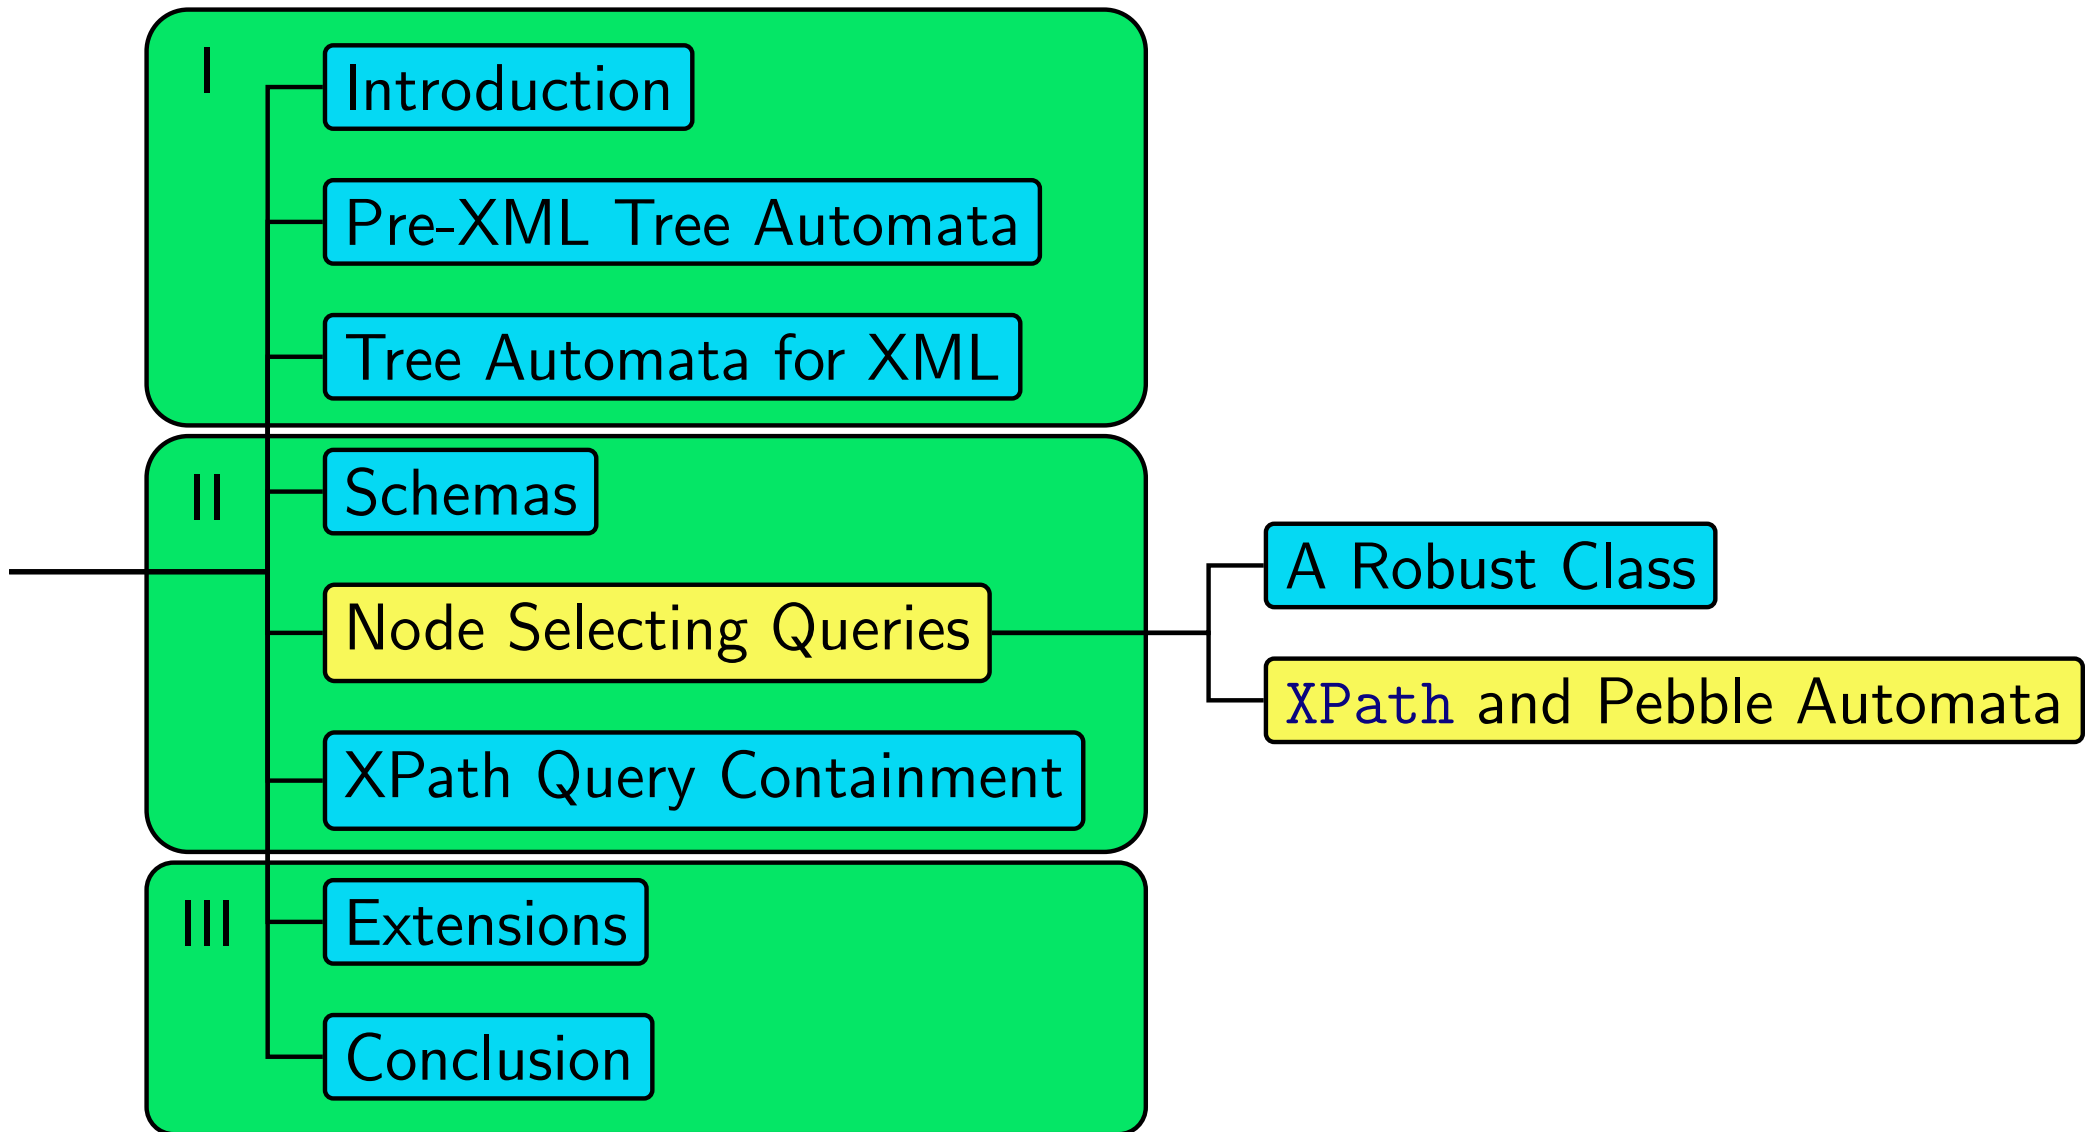 I
Introduction
Pre-XML Tree Automata
Tree Automata for XML
II
Schemas
Node Selecting Queries
A Robust Class
XPath and Pebble Automata
XPath Query Containment
III
Extensions
Conclusion